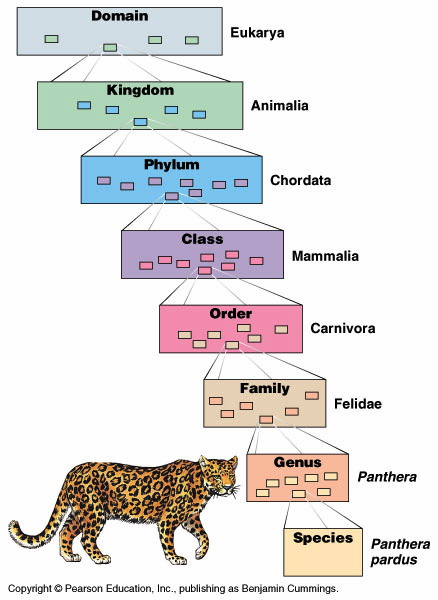 Domain
Eukarya
Kingdom
Animalia
Phylum
Chordata
Class
Mammalia
Order
Carnivora
Family
Felidae
Genus
Panthera
Species
Panthera
pardus
Copyright © Pearson Education, Inc., publishing as Benjamin Cummings.